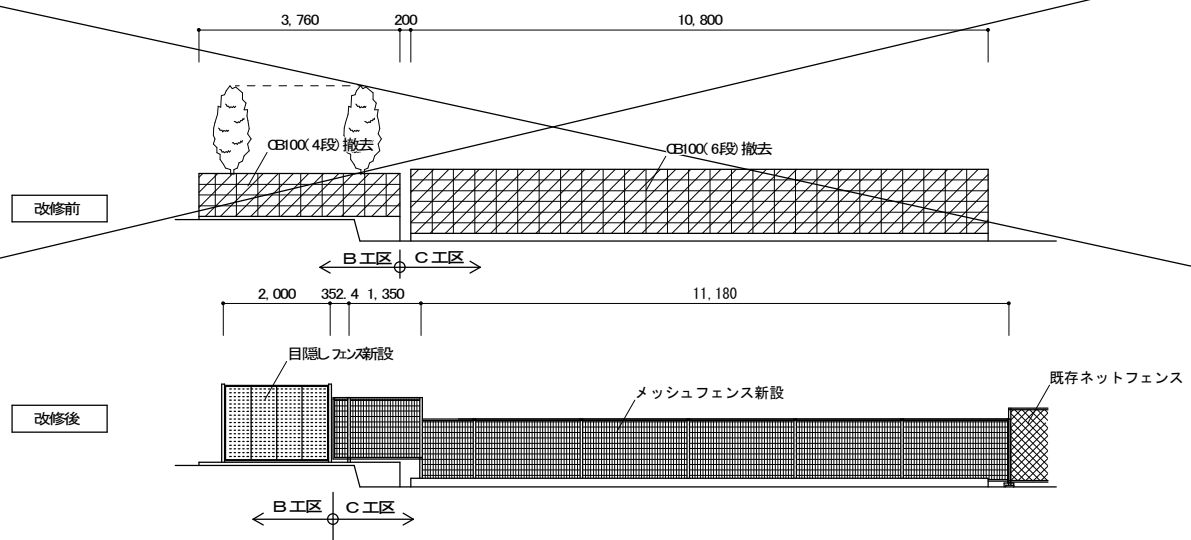 3,760 200 10,800
CB100(4段)撤去
CB100(6段)撤去
改修前
B工区 C工区
2,000 352.4 1,350 11,180
目隠しフェンス新設
メッシュフェンス新設
既存ネットフェンス
改修後
B工区 C工区